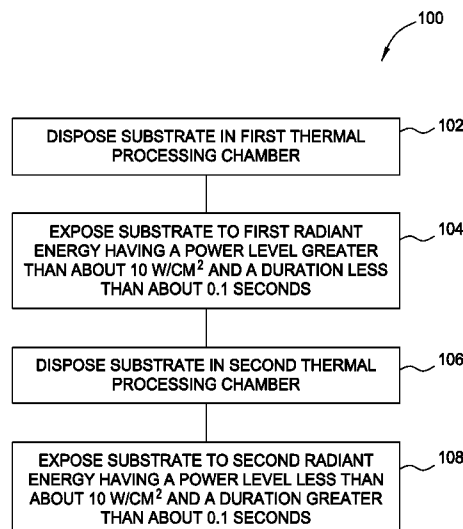 100
DISPOSE SUBSTRATE IN FIRST THERMAL
PROCESSING CHAMBER
102
EXPOSE SUBSTRATE TO FIRST RADIANT
ENERGY HAVING A POWER LEVEL GREATER
THAN ABOUT 10 W/CM² AND A DURATION LESS
THAN ABOUT 0.1 SECONDS
104
DISPOSE SUBSTRATE IN SECOND THERMAL
PROCESSING CHAMBER
106
EXPOSE SUBSTRATE TO SECOND RADIANT
ENERGY HAVING A POWER LEVEL LESS THAN
ABOUT 10 W/CM² AND A DURATION GREATER
THAN ABOUT 0.1 SECONDS
108